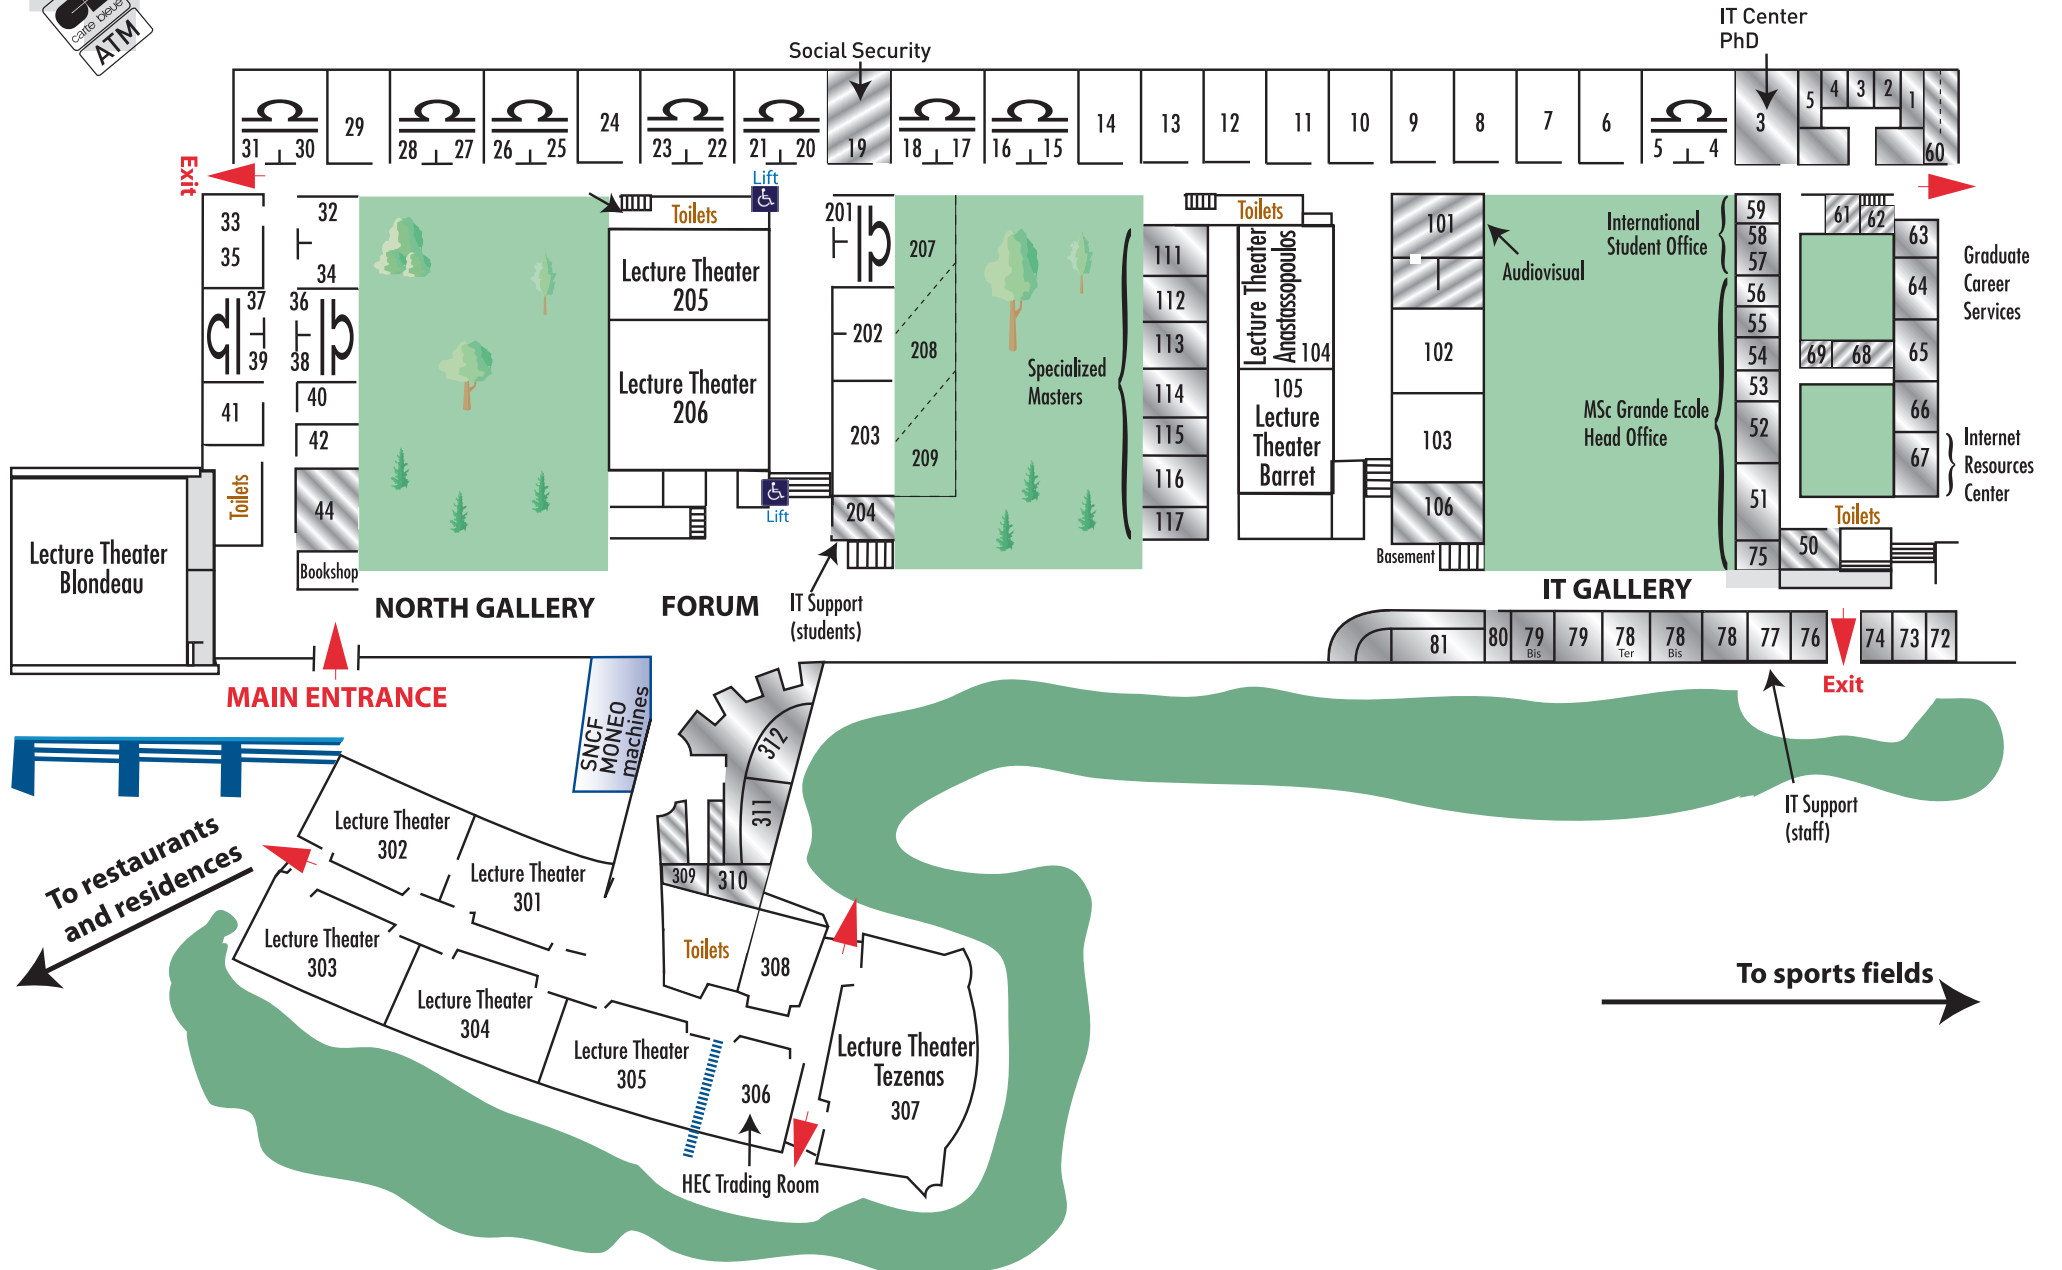 carte bleue
ATM
Social Security
IT Center
PhD
31 30
29
28 27
26 25
24
23 22
21 20
19
18 17
16 15
14
13
12
11
10
9
8
7
6
5 4
3
5
4
3
2
1
60
Exit
Lift
33
35
32
34
37
39
36
38
41
40
42
44
Toilets
Bookshop
Lecture Theater
Blondeau
Toilets
Lecture Theater
205
Lecture Theater
206
Lift
201
202
203
204
207
208
209
Specialized
Masters
111
112
113
114
115
116
117
Toilets
Lecture Theater
Anastassopoulos
104
105
Lecture
Theater
Barret
101
Audiovisual
102
103
106
Basement
International
Student Office
MSc Grande Ecole
Head Office
59
58
57
56
55
54
53
52
51
75
61
62
63
64
65
66
67
69
68
Graduate
Career
Services
Internet
Resources
Center
Toilets
50
NORTH GALLERY
FORUM
IT Support
(students)
IT GALLERY
81
80
79
Bis
79
78
Ter
78
Bis
78
77
76
74
73
72
Exit
MAIN ENTRANCE
SNCF
MONEO
machines
312
311
309
310
IT Support
(staff)
To restaurants
and residences
Lecture Theater
302
Lecture Theater
301
Lecture Theater
303
Lecture Theater
304
Lecture Theater
305
Toilets
308
306
HEC Trading Room
Lecture Theater
Tezenas
307
To sports fields